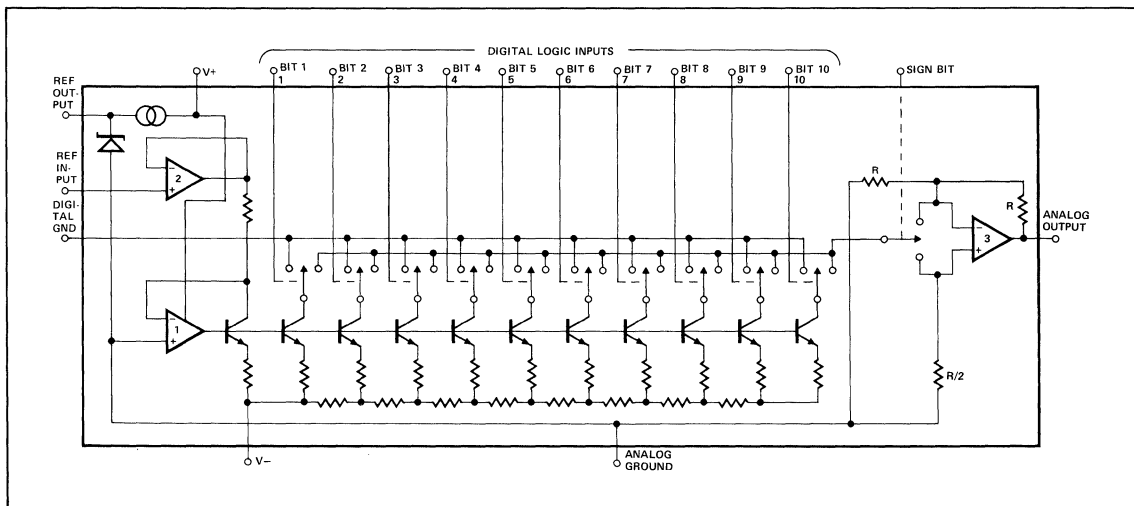 DIGITAL LOGIC INPUTS
REF
OUT-
PUT
V+
BIT 1
1
BIT 2
2
BIT 3
3
BIT 4
4
BIT 5
5
BIT 6
6
BIT 7
7
BIT 8
8
BIT 9
9
BIT 10
10
SIGN BIT
REF
IN-
PUT
DIGI-
TAL
GND
−
2
+
−
1
+
R
R
−
3
+
ANALOG
OUTPUT
R/2
V−
ANALOG
GROUND